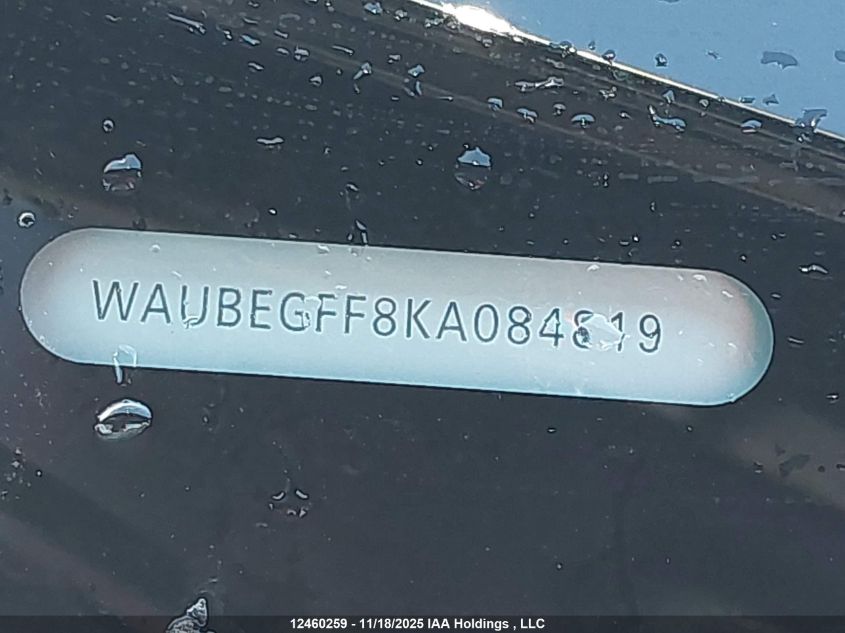 WAUBEGFF8KA084819
12460259 - 11/18/2025 IAA Holdings , LLC